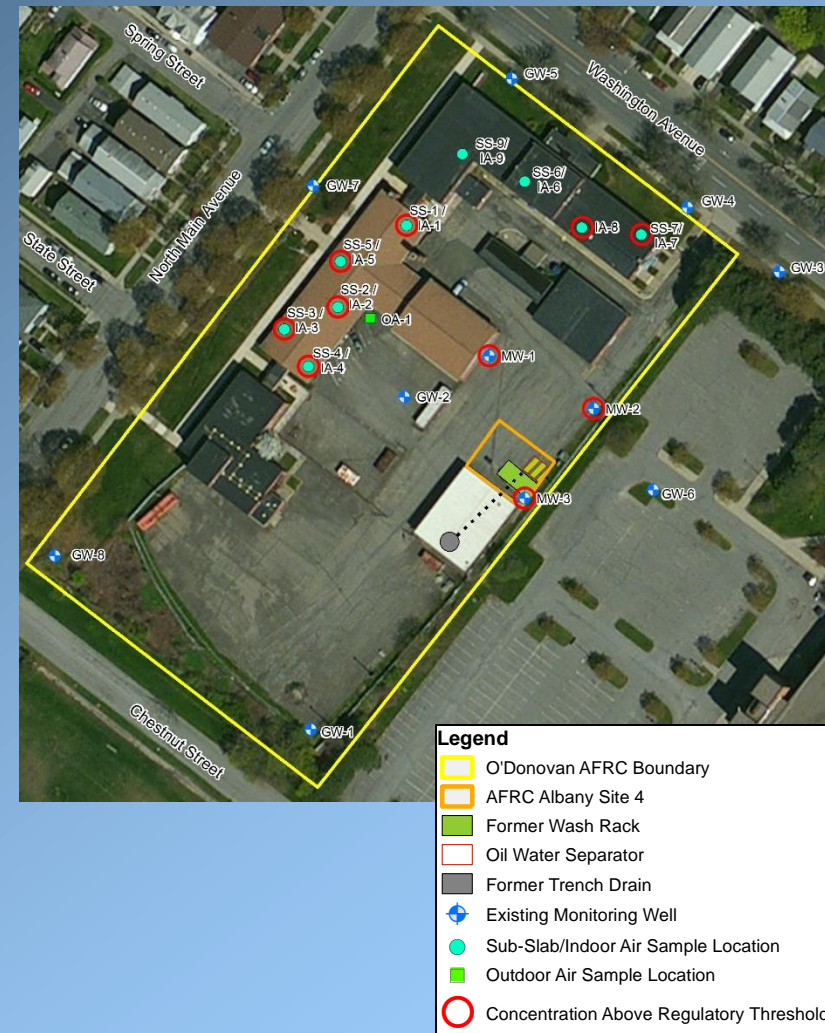 Spring Street
Washington Avenue
GW-5
SS-9/
IA-9
SS-6/
IA-6
North Main Avenue
GW-7
GW-4
SS-1 /
IA-1
IA-8
SS-7/
IA-7
State Street
SS-5 /
IA-5
GW-3
SS-2 /
IA-2
SS-3 /
IA-3
OA-1
SS-4 /
IA-4
MW-1
GW-2
MW-2
GW-6
MW-3
GW-8
Chestnut Street
GW-1
Legend
O'Donovan AFRC Boundary
AFRC Albany Site 4
Former Wash Rack
Oil Water Separator
Former Trench Drain
Existing Monitoring Well
Sub-Slab/Indoor Air Sample Location
Outdoor Air Sample Location
Concentration Above Regulatory Threshold